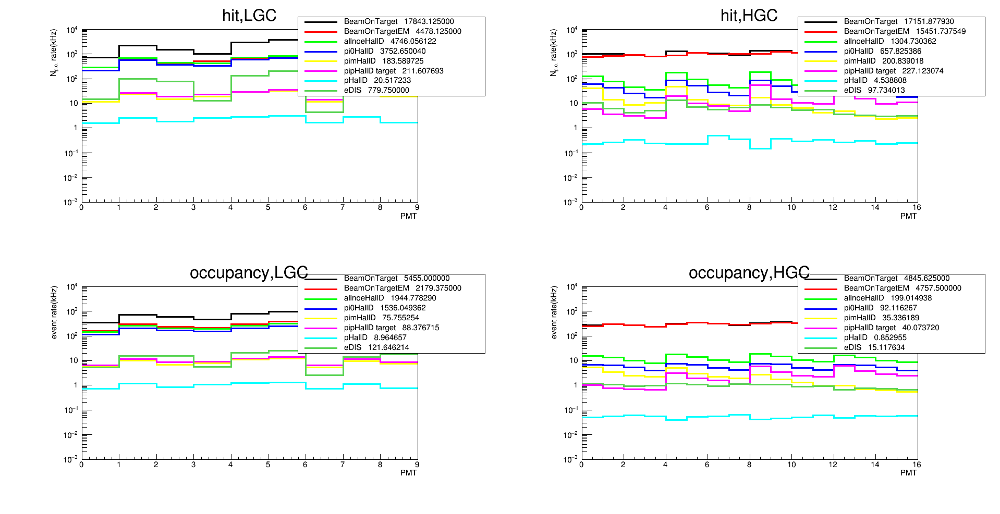 hit,LGC
N p.e. rate(kHz)
10^4
10^3
10^2
10
1
10^−1
10^−2
10^−3
0 1 2 3 4 5 6 7 8 9
PMT
BeamOnTarget 17843.125000
BeamOnTargetEM 4478.125000
allnoeHallD 4746.056122
pi0HallD 3752.650040
pimHallD 183.589725
pipHallD target 211.607693
pHallD 20.517233
eDIS 779.750000
hit,HGC
N p.e. rate(kHz)
10^4
10^3
10^2
10
1
10^−1
10^−2
10^−3
0 2 4 6 8 10 12 14 16
PMT
BeamOnTarget 17151.877930
BeamOnTargetEM 15451.737549
allnoeHallD 1304.730362
pi0HallD 657.825386
pimHallD 200.839018
pipHallD target 227.123074
pHallD 4.538808
eDIS 97.734013
occupancy,LGC
event rate(kHz)
10^4
10^3
10^2
10
1
10^−1
10^−2
10^−3
0 1 2 3 4 5 6 7 8 9
PMT
BeamOnTarget 5455.000000
BeamOnTargetEM 2179.375000
allnoeHallD 1944.778290
pi0HallD 1536.049362
pimHallD 75.755254
pipHallD target 88.376715
pHallD 8.964657
eDIS 121.646214
occupancy,HGC
event rate(kHz)
10^4
10^3
10^2
10
1
10^−1
10^−2
10^−3
0 2 4 6 8 10 12 14 16
PMT
BeamOnTarget 4845.625000
BeamOnTargetEM 4757.500000
allnoeHallD 199.014938
pi0HallD 92.116267
pimHallD 35.336189
pipHallD target 40.073720
pHallD 0.852955
eDIS 15.117634